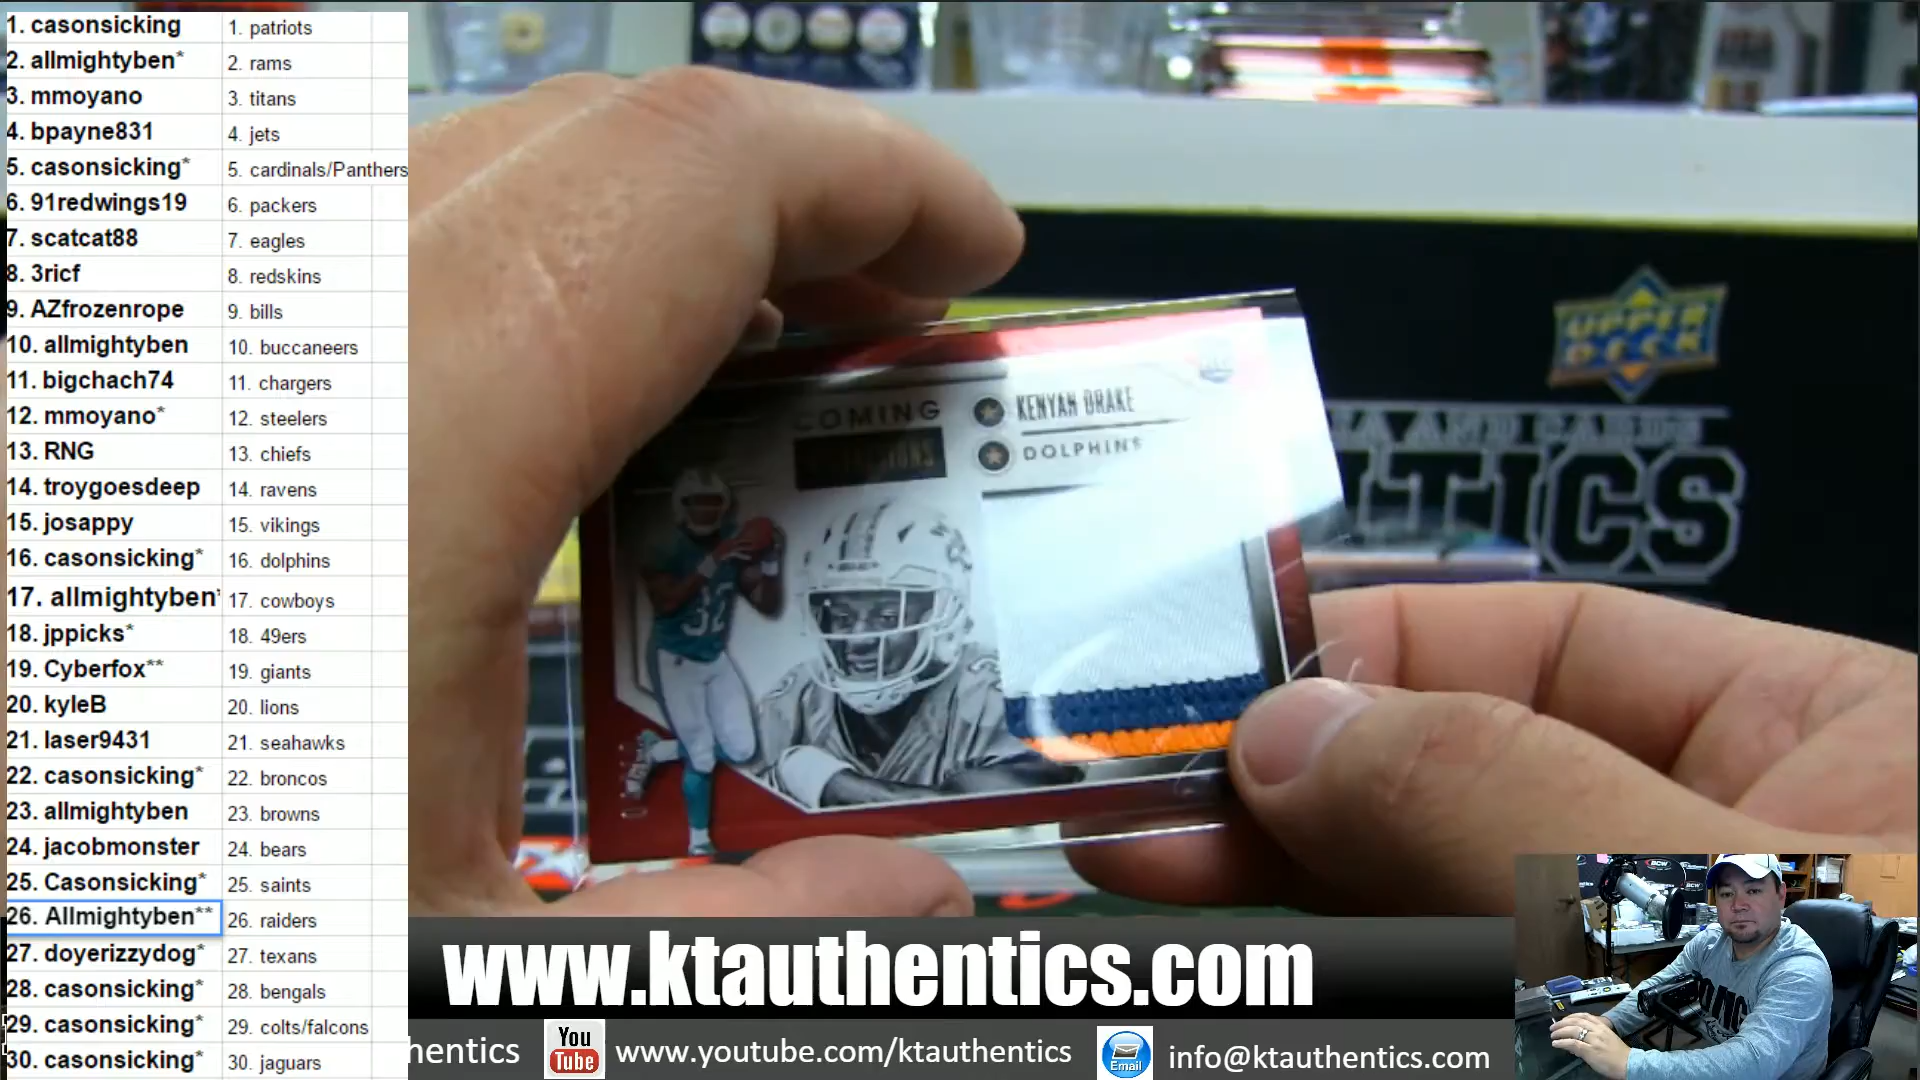 1. casonsicking 1. patriots
2. allmightyben* 2. rams
3. mmoyano 3. titans
4. bpayne831 4. jets
5. casonsicking* 5. cardinals/Panthers
6. 91redwings19 6. packers
7. scatcat88 7. eagles
8. 3ricf 8. redskins
9. AZfrozenrope 9. bills
10. allmightyben 10. buccaneers
11. bigchach74 11. chargers
12. mmoyano* 12. steelers
13. RNG 13. chiefs
14. troygoesdeep 14. ravens
15. josappy 15. vikings
16. casonsicking* 16. dolphins
17. allmightyben* 17. cowboys
18. jppicks* 18. 49ers
19. Cyberfox** 19. giants
20. kyleB 20. lions
21. laser9431 21. seahawks
22. casonsicking* 22. broncos
23. allmightyben 23. browns
24. jacobmonster 24. bears
25. Casonsicking* 25. saints
26. Allmightyben** 26. raiders
27. doyerizzydog* 27. texans
28. casonsicking* 28. bengals
29. casonsicking* 29. colts/falcons
30. casonsicking* 30. jaguars
COMING
KENYAN DRAKE
DOLPHINS
32
UPPER
DECK
IA AND CARDS
NTICS
www.ktauthentics.com
hentics
You
Tube
www.youtube.com/ktauthentics
Email
info@ktauthentics.com